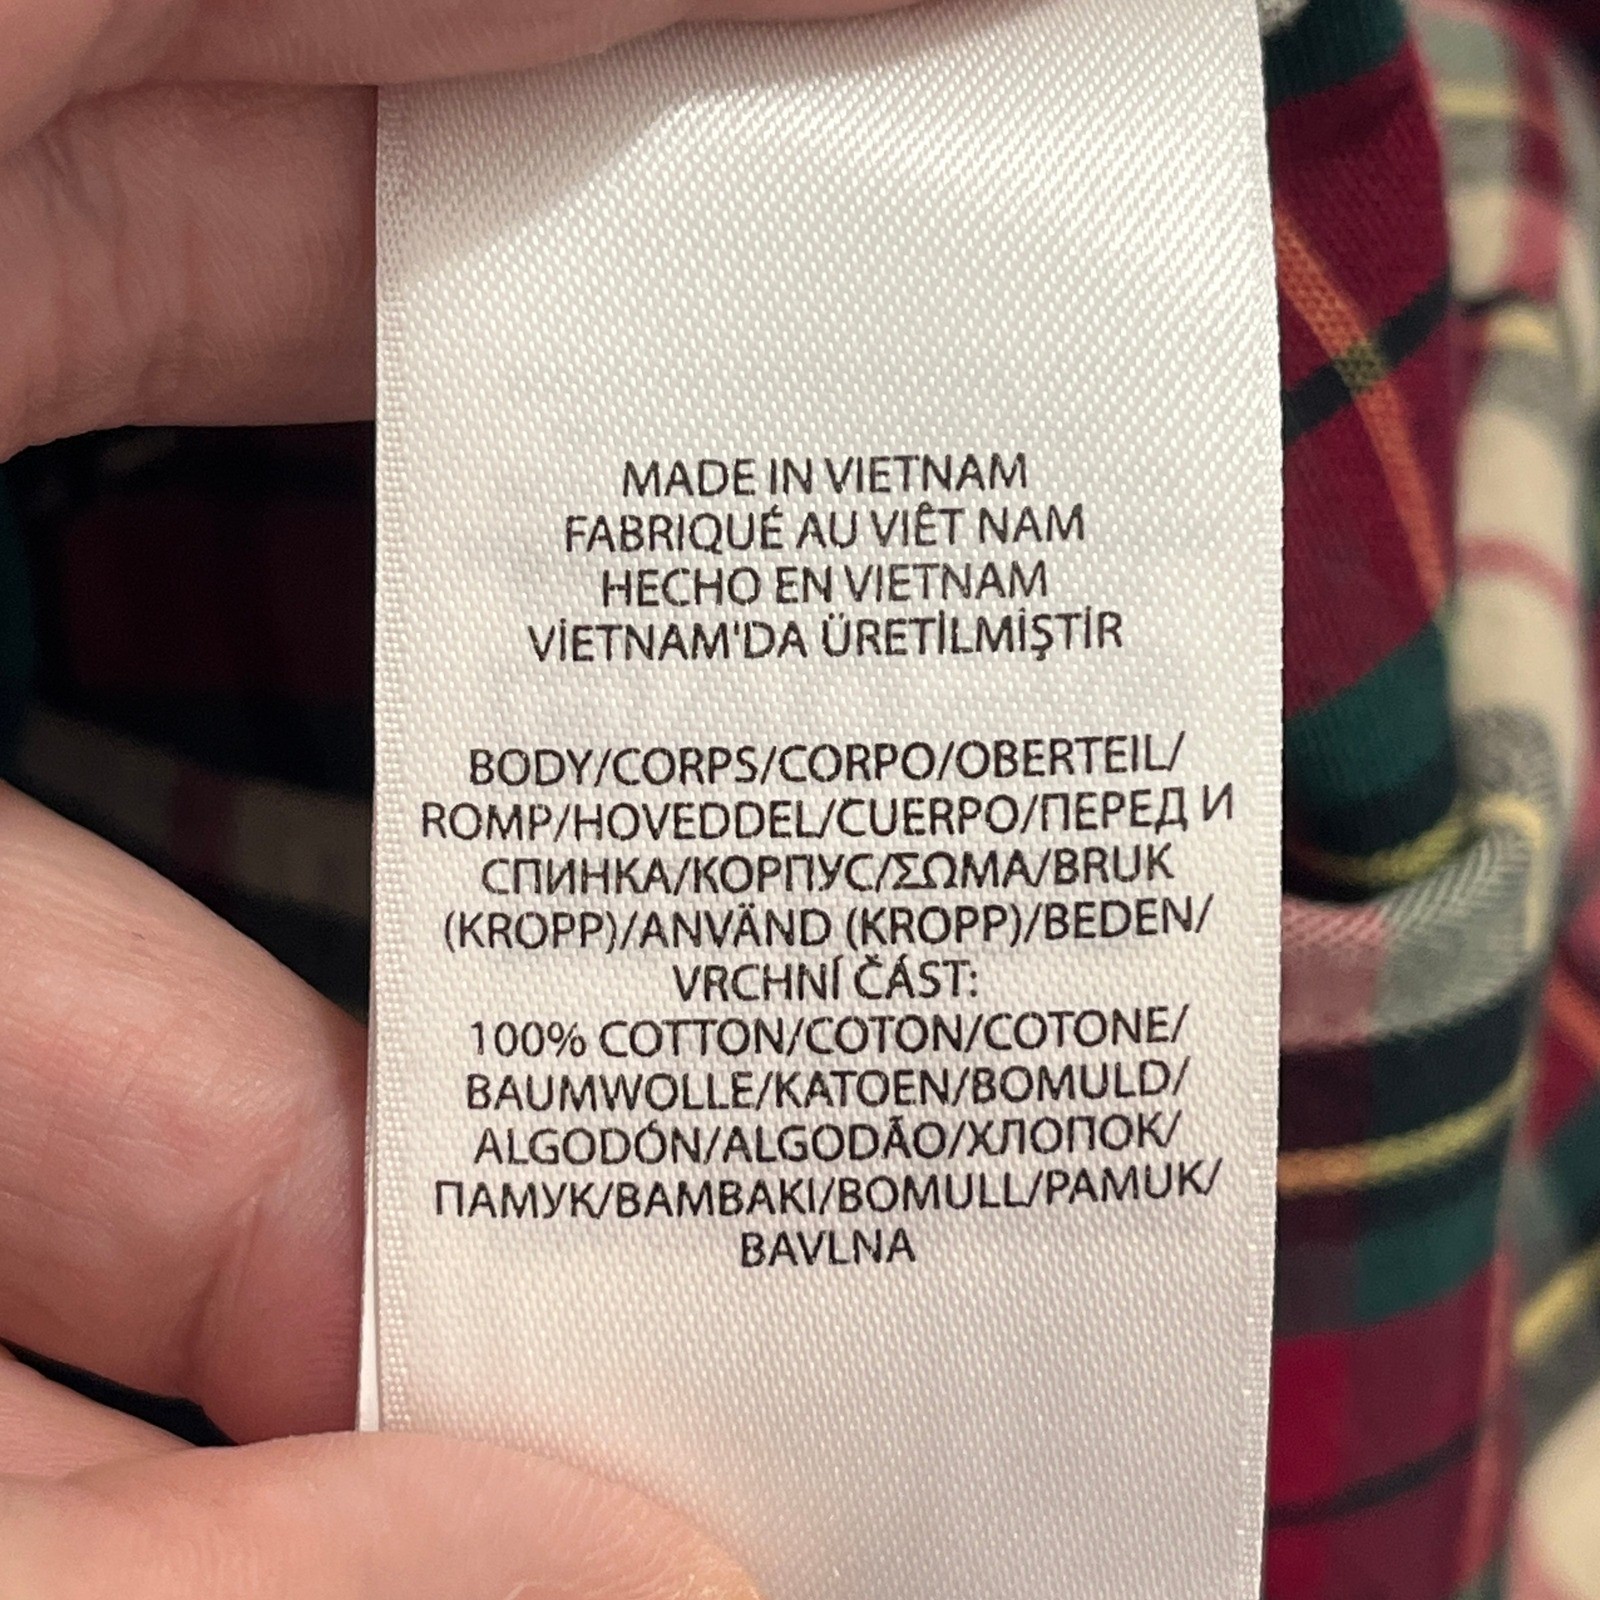 MADE IN VIETNAM
FABRIQUÉ AU VIÊT NAM
HECHO EN VIETNAM
VİETNAM'DA ÜRETİLMİŞTİR
BODY/CORPS/CORPO/OBERTEIL/
ROMP/HOVEDDEL/CUERPO/ПЕРЕД И
СПИНКА/КОРПУС/ΣΩΜΑ/BRUK
(KROPP)/ANVÄND (KROPP)/BEDEN/
VRCHNÍ ČÁST:
100% COTTON/COTON/COTONE/
BAUMWOLLE/KATOEN/BOMULD/
ALGODÓN/ALGODÃO/ХЛОПОК/
ПАМУК/BAMBAKI/BOMULL/PAMUK/
BAVLNA